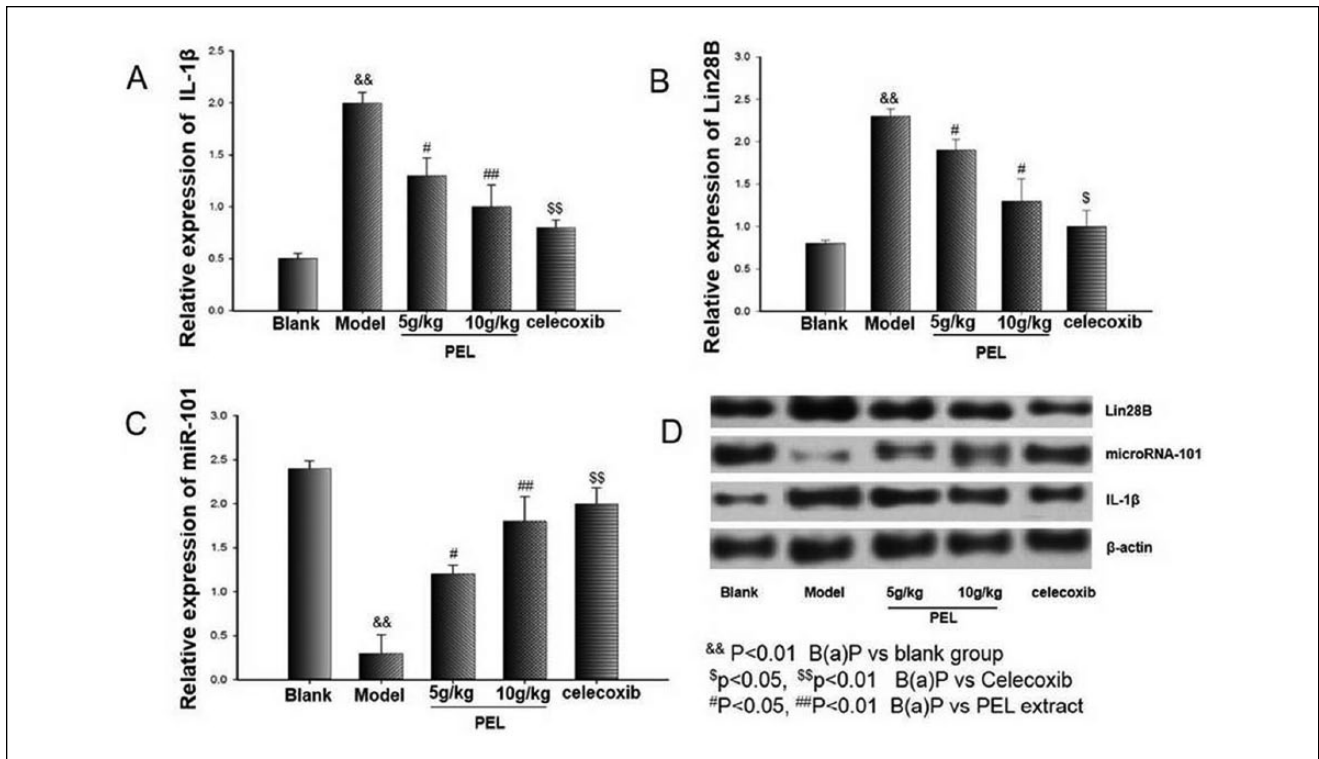 A
Relative expression of IL-1β
2.5
2.0
1.5
1.0
0.5
0.0
&&
#
##
$$
Blank Model 5g/kg 10g/kg celecoxib
PEL
B
Relative expression of Lin28B
3.0
2.5
2.0
1.5
1.0
0.5
0.0
&&
#
#
$
Blank Model 5g/kg 10g/kg celecoxib
PEL
C
Relative expression of miR-101
3.0
2.5
2.0
1.5
1.0
0.5
0.0
&&
#
##
$$
Blank Model 5g/kg 10g/kg celecoxib
PEL
D
Lin28B
microRNA-101
IL-1β
β-actin
Blank Model 5g/kg 10g/kg celecoxib
PEL
&& P<0.01 B(a)P vs blank group
$p<0.05, $$p<0.01 B(a)P vs Celecoxib
#P<0.05, ##P<0.01 B(a)P vs PEL extract